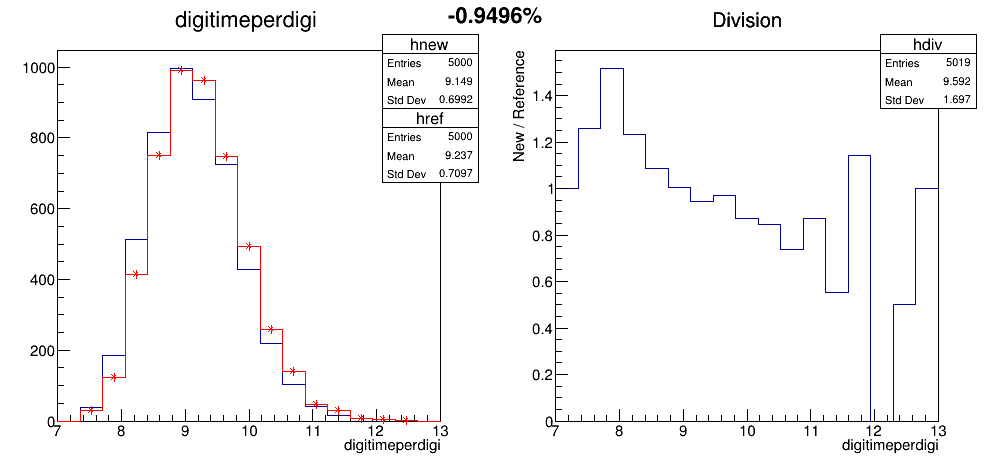 digitimeperdigi
-0.9496%
Division
hnew
Entries 5000
Mean 9.149
Std Dev 0.6992
href
Entries 5000
Mean 9.237
Std Dev 0.7097
1000
800
600
400
200
0
7 8 9 10 11 12 13
digitimeperdigi
hdiv
Entries 5019
Mean 9.592
Std Dev 1.697
New / Reference
1.4
1.2
1
0.8
0.6
0.4
0.2
0
7 8 9 10 11 12 13
digitimeperdigi